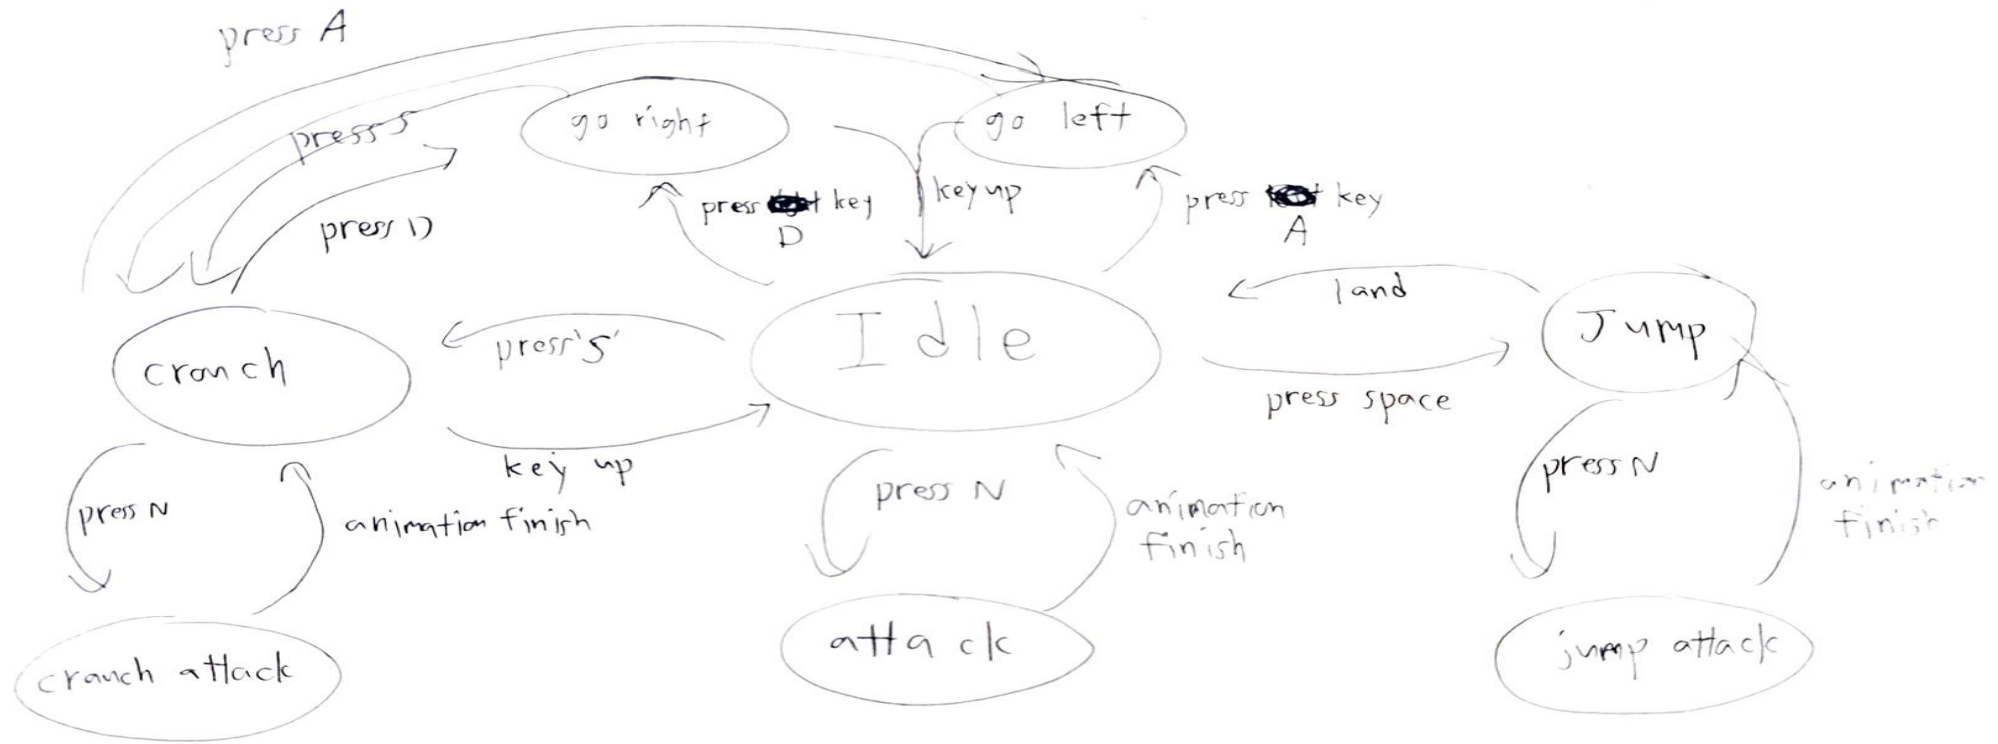 press A
press S
go right
go left
press D
press key
D
key up
press key
A
land
Idle
Jump
press 'S'
crouch
press space
key up
press N
animation finish
press N
animation
finish
press N
animation
finish
crouch attack
attack
jump attack